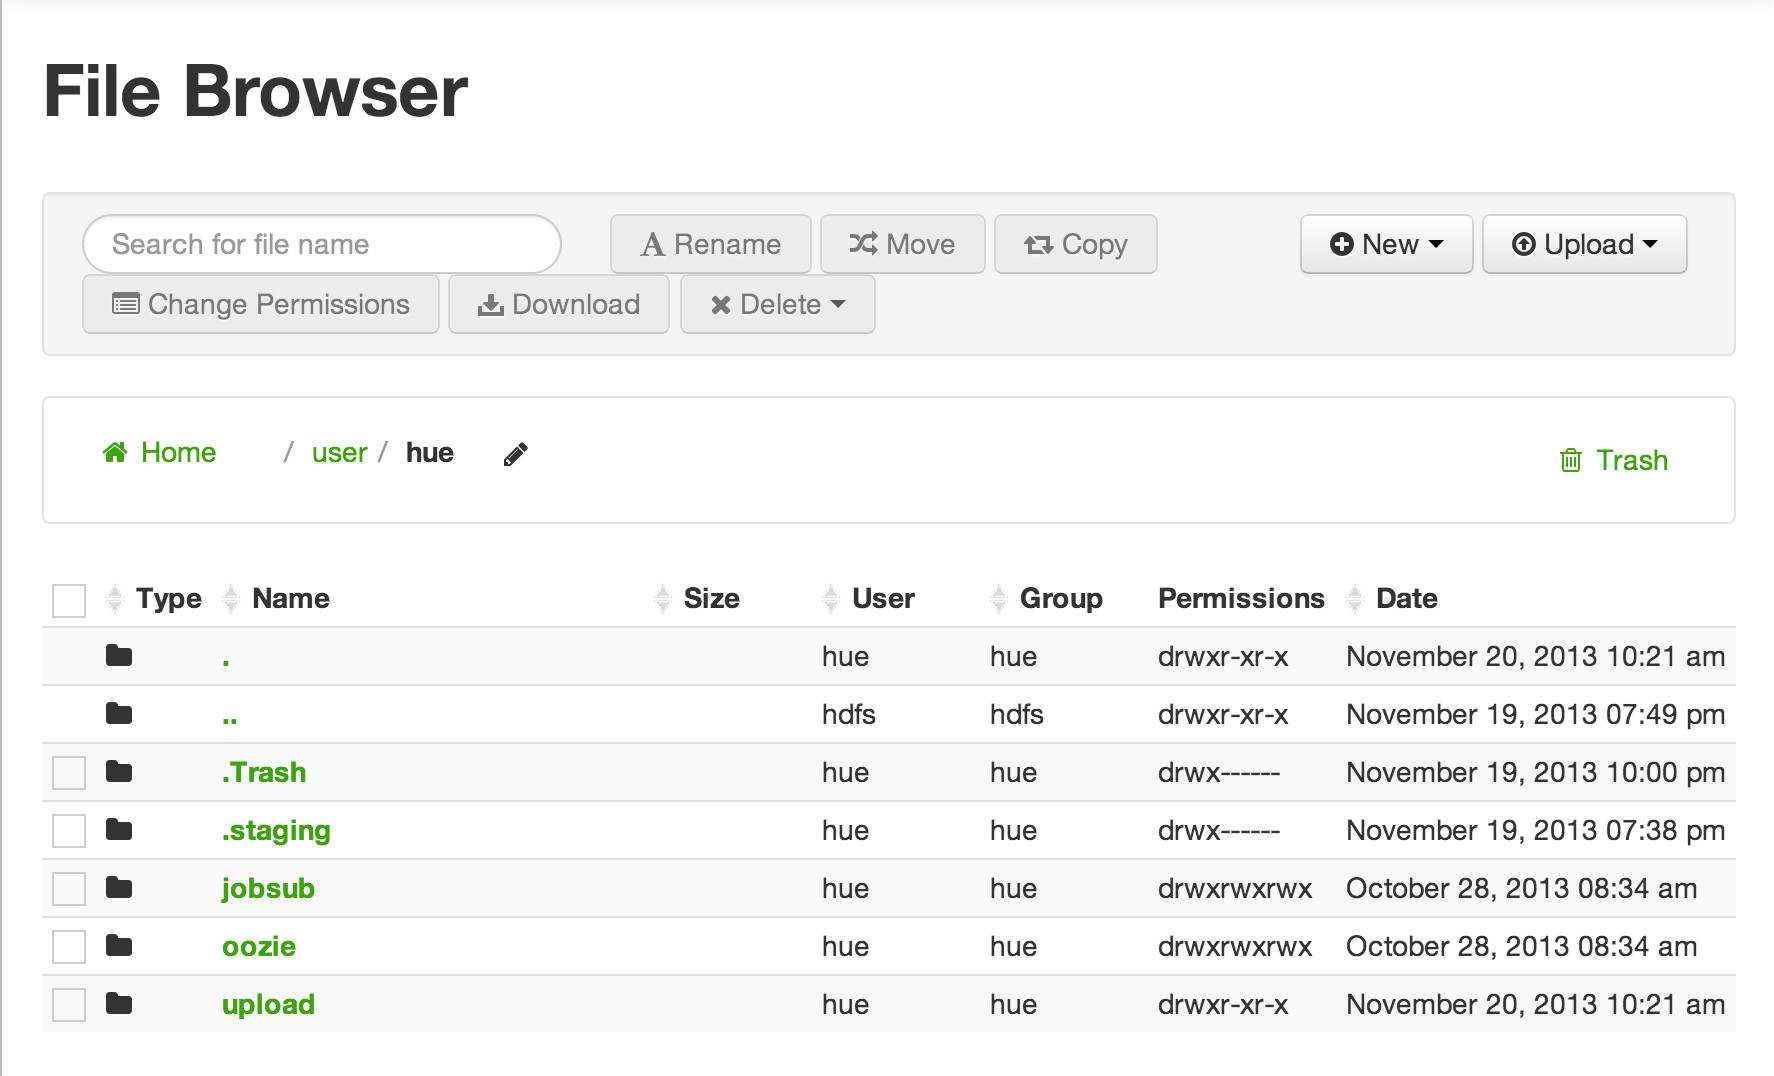 File Browser
Search for file name Rename Move Copy New Upload
Change Permissions Download Delete
Home / user / hue Trash
Type Name Size User Group Permissions Date
. hue hue drwxr-xr-x November 20, 2013 10:21 am
.. hdfs hdfs drwxr-xr-x November 19, 2013 07:49 pm
.Trash hue hue drwx------ November 19, 2013 10:00 pm
.staging hue hue drwx------ November 19, 2013 07:38 pm
jobsub hue hue drwxrwxrwx October 28, 2013 08:34 am
oozie hue hue drwxrwxrwx October 28, 2013 08:34 am
upload hue hue drwxr-xr-x November 20, 2013 10:21 am